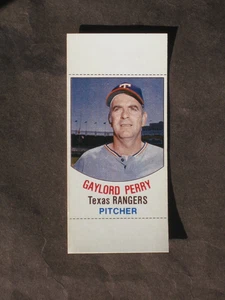 T
GAYLORD PERRY
Texas RANGERS
PITCHER